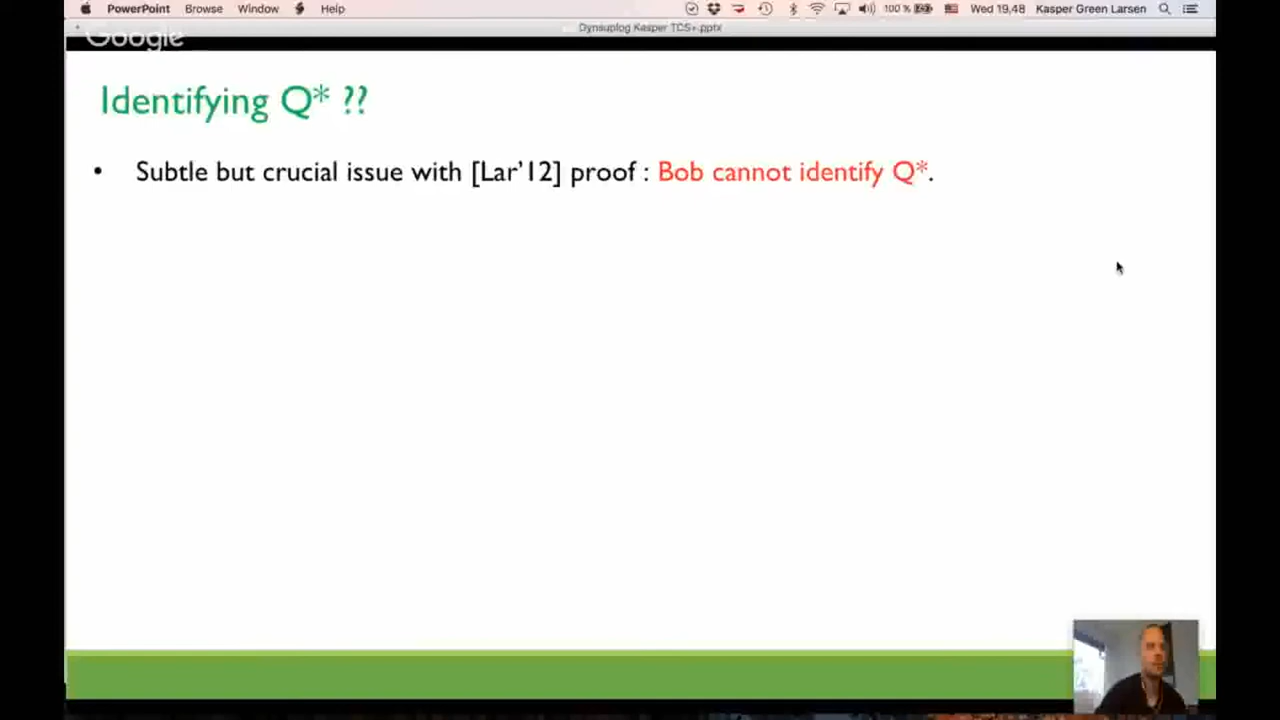 PowerPoint Browse Window Help 100 % Wed 19.48 Kasper Green Larsen
Dynsuplog Kasper TCS+.pptx
Google
Identifying Q* ??
• Subtle but crucial issue with [Lar’12] proof : Bob cannot identify Q*.